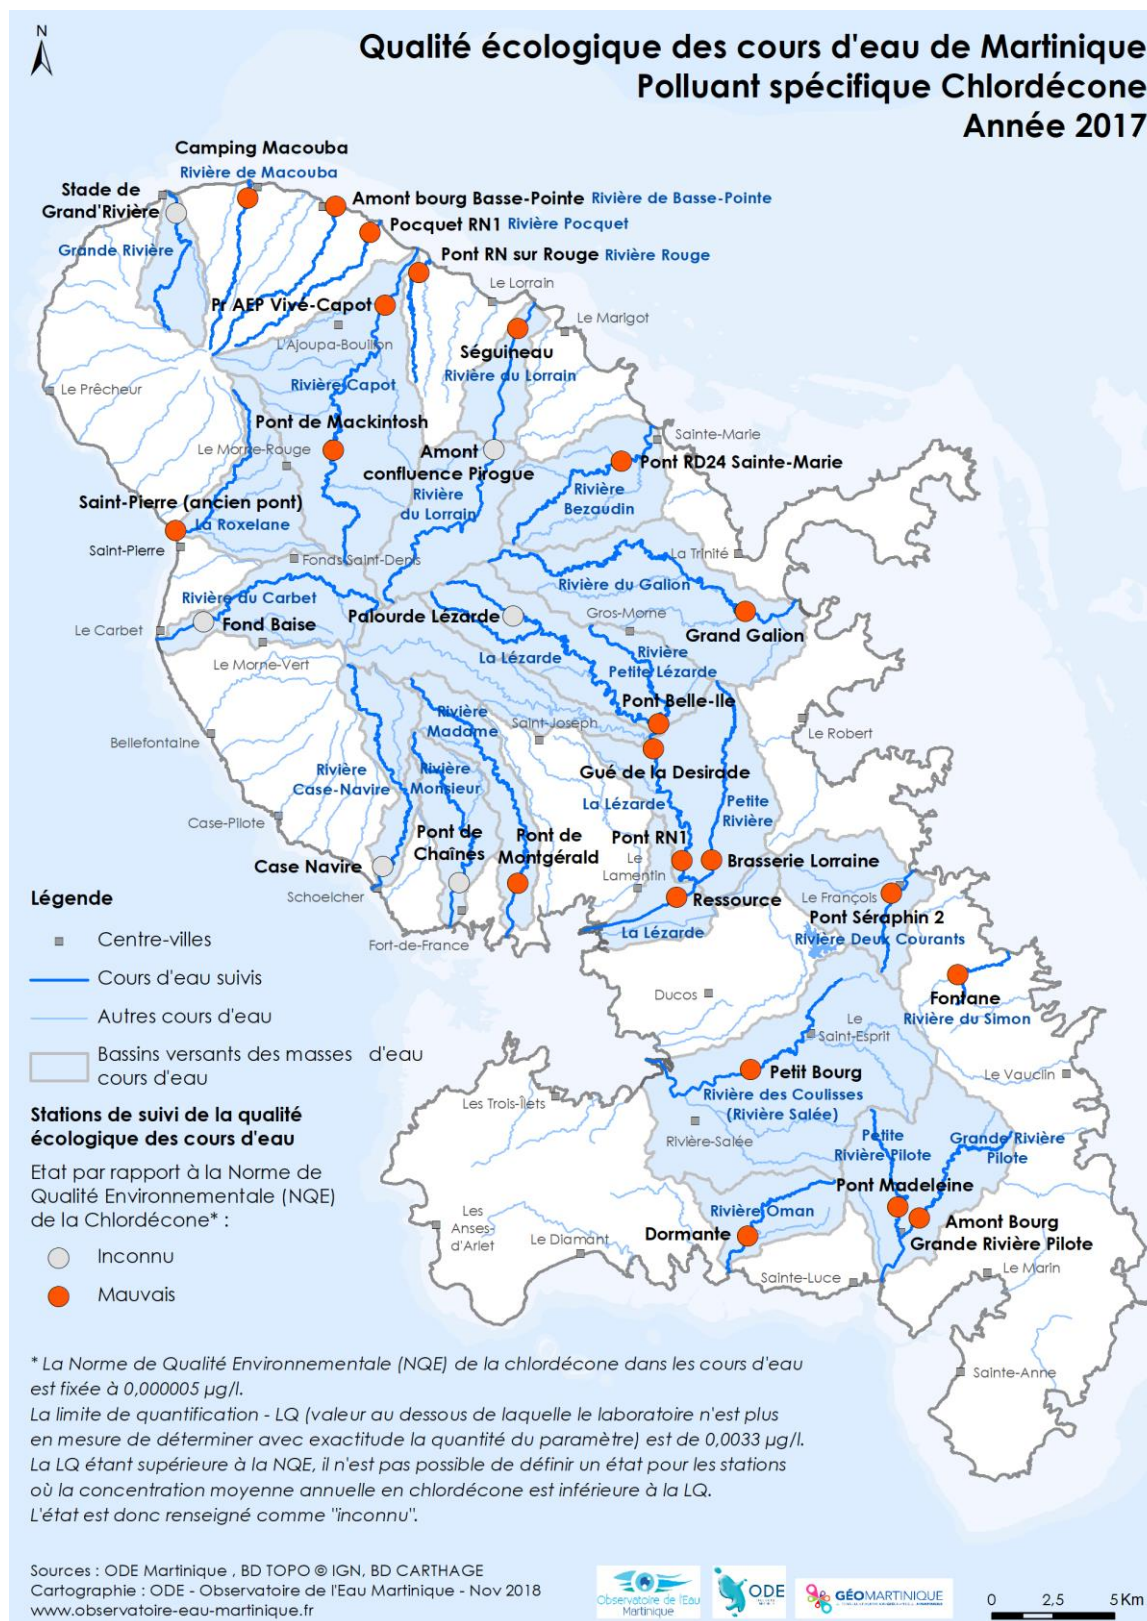 N
Qualité écologique des cours d'eau de Martinique
Polluant spécifique Chlordécone
Année 2017
Camping Macouba
Rivière de Macouba
Stade de
Grand'Rivière
Amont bourg Basse-Pointe Rivière de Basse-Pointe
Pocquet RN1 Rivière Pocquet
Grande Rivière
Pont RN sur Rouge Rivière Rouge
Le Lorrain
Pr AEP Vivé-Capot
Le Marigot
L'Ajoupa-Bouillon
Séguineau
Rivière du Lorrain
Rivière Capot
Le Prêcheur
Pont de Mackintosh
Le Morne-Rouge
Amont
confluence Pirogue
Sainte-Marie
Pont RD24 Sainte-Marie
Rivière
du Lorrain
Rivière
Bezaudin
Saint-Pierre (ancien pont)
La Roxelane
Saint-Pierre
Fonds-Saint-Denis
La Trinité
Rivière du Galion
Rivière du Carbet
Fond Baise
Le Carbet
Le Morne-Vert
Palourde Lézarde
Gros-Morne
Grand Galion
La Lézarde
Rivière
Petite Lézarde
Pont Belle-Ile
Rivière
Madame
Saint-Joseph
Le Robert
Bellefontaine
Gué de la Desirade
Rivière
Case-Navire
Rivière
Monsieur
La Lézarde
Petite
Rivière
Case-Pilote
Pont de
Chaînes
Pont de
Montgérald
Pont RN1
Brasserie Lorraine
Case Navire
Le
Lamentin
Schoelcher
Ressource
Le François
Pont Séraphin 2
Rivière Deux Courants
Fort-de-France
La Lézarde
Ducos
Fontane
Rivière du Simon
Le
Saint-Esprit
Petit Bourg
Rivière des Coulisses
(Rivière Salée)
Le Vauclin
Les Trois-Ilets
Rivière-Salée
Petite
Rivière Pilote
Grande Rivière
Pilote
Pont Madeleine
Rivière Oman
Les
Anses-
d'Arlet
Le Diamant
Dormante
Amont Bourg
Grande Rivière Pilote
Sainte-Luce
Le Marin
Sainte-Anne
Légende
Centre-villes
Cours d'eau suivis
Autres cours d'eau
Bassins versants des masses d'eau
cours d'eau
Stations de suivi de la qualité
écologique des cours d'eau
Etat par rapport à la Norme de
Qualité Environnementale (NQE)
de la Chlordécone* :
Inconnu
Mauvais
* La Norme de Qualité Environnementale (NQE) de la chlordécone dans les cours d'eau
est fixée à 0,000005 µg/l.
La limite de quantification - LQ (valeur au dessous de laquelle le laboratoire n'est plus
en mesure de déterminer avec exactitude la quantité du paramètre) est de 0,0033 µg/l.
La LQ étant supérieure à la NQE, il n'est pas possible de définir un état pour les stations
où la concentration moyenne annuelle en chlordécone est inférieure à la LQ.
L'état est donc renseigné comme "inconnu".
Sources : ODE Martinique , BD TOPO © IGN, BD CARTHAGE
Cartographie : ODE - Observatoire de l'Eau Martinique - Nov 2018
www.observatoire-eau-martinique.fr
Observatoire de l'Eau
Martinique
ODE
GÉOMARTINIQUE
0 2,5 5 Km